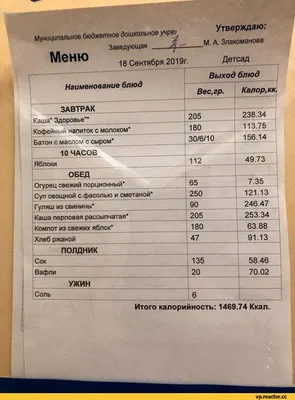 Муниципальное бюджетное дошкольное учре
Утверждаю:
Заведующая М. А. Злакоманова
Меню
18 Сентября 2019г. Детсад
Наименование блюд Выход блюд
Вес,гр. Калор,кк
ЗАВТРАК
Каша" Здоровье"* 205 238.34
Кофейный напиток с молоком* 180 113.75
Батон с маслом с сыром* 30/6/10 156.14
10 ЧАСОВ
Яблоки 112 49.73
ОБЕД
Огурец свежий порционный* 65 7.35
Суп овощной с фасолью и сметаной* 250 121.13
Гуляш из свинины* 90 246.47
Каша перловая рассыпчатая* 205 253.34
Компот из свежих яблок* 180 63.88
Хлеб ржаной 47 91.13
ПОЛДНИК
Сок 135 58.46
Вафли 20 70.02
УЖИН
Соль 6
Итого калорийность: 1469.74 Ккал.
vp.reactor.cc